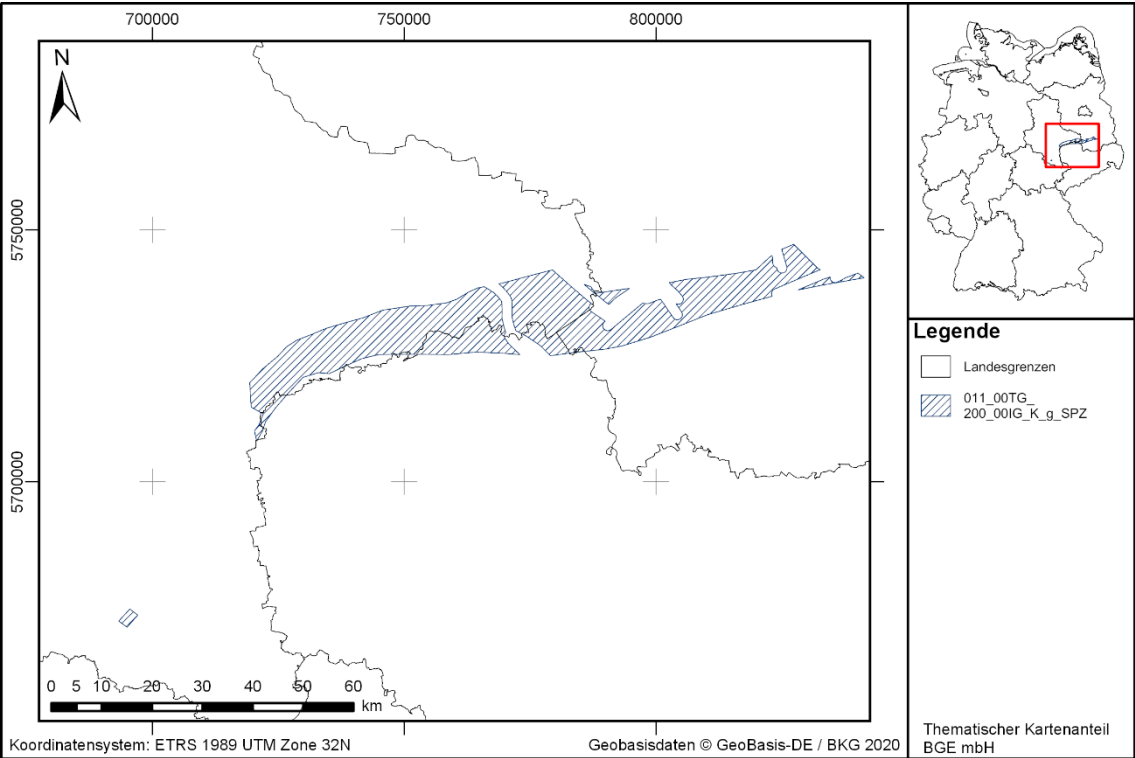 700000 750000 800000
N
5750000
5700000
0 5 10 20 30 40 50 60
km
Koordinatensystem: ETRS 1989 UTM Zone 32N
Geobasisdaten © GeoBasis-DE / BKG 2020
Legende
Landesgrenzen
011_00TG_
200_00IG_K_g_SPZ
Thematischer Kartenanteil
BGE mbH